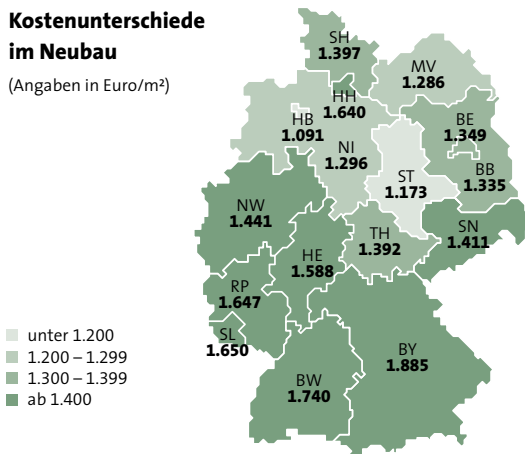 Kostenunterschiede
im Neubau
(Angaben in Euro/m²)
SH
1.397
MV
1.286
HH
1.640
HB
1.091
BE
1.349
NI
1.296
ST
1.173
BB
1.335
NW
1.441
SN
1.411
TH
1.392
HE
1.588
RP
1.647
SL
1.650
BY
1.885
BW
1.740
unter 1.200
1.200 – 1.299
1.300 – 1.399
ab 1.400